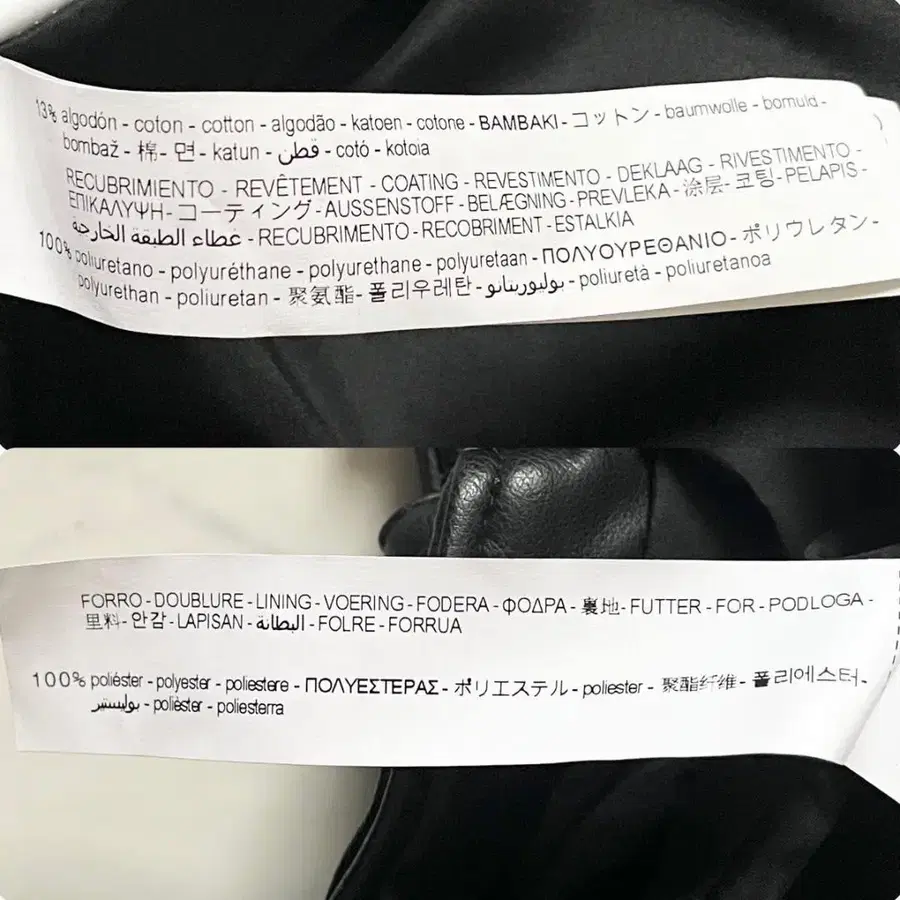 13% algodón - coton - cotton - algodão - katoen - cotone - BAMBAKI - コットン - baumwolle - bomuld -
bombaž - 棉 - 면 - katun - قطن - cotó - kotoia
RECUBRIMIENTO - REVÊTEMENT - COATING - REVESTIMENTO - DEKLAAG - RIVESTIMENTO -
ΕΠΙΚΑΛΥΨΗ - コーティング - AUSSENSTOFF - BELÆGNING - PREVLEKA - 涂层 - 코팅 - PELAPIS -
غطاء الطبقة الخارجة - RECUBRIMENTO - RECOBRIMENT - ESTALKIA
100% poliuretano - polyuréthane - polyurethane - polyuretaan - ΠΟΛΥΟΥΡΕΘΑΝΙΟ - ポリウレタン -
polyurethan - poliuretan - 聚氨酯 - 폴리우레탄 - بوليوريتانو - poliuretà - poliuretanoa
FORRO - DOUBLURE - LINING - VOERING - FODERA - ΦΟΔΡΑ - 裏地 - FUTTER - FOR - PODLOGA -
里料 - 안감 - LAPISAN - البطانة - FOLRE - FORRUA
100% poliéster - polyester - poliestere - ΠΟΛΥΕΣΤΕΡΑΣ - ポリエステル - poliester - 聚酯纤维 - 폴리에스터 -
بوليستير - polièster - poliesterra